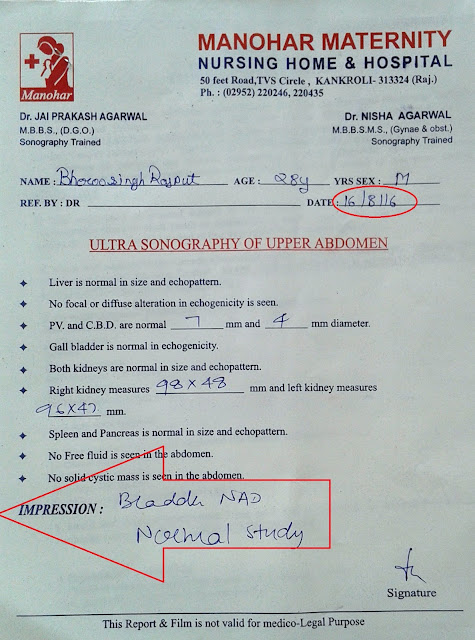 MANOHAR MATERNITY
NURSING HOME & HOSPITAL
50 feet Road,TVS Circle , KANKROLI- 313324 (Raj.)
Ph. : (02952) 220246, 220435
Manohar
Dr. JAI PRAKASH AGARWAL
M.B.B.S., (D.G.O.)
Sonography Trained
Dr. NISHA AGARWAL
M.B.B.S.M.S., (Gynae & obst.)
Sonography Trained
NAME : Bheroosingh Rajput AGE : 28y YRS SEX : M
REF. BY : DR DATE : 16/8/16
ULTRA SONOGRAPHY OF UPPER ABDOMEN
Liver is normal in size and echopattern.
No focal or diffuse alteration in echogenicity is seen.
PV. and C.B.D. are normal 7 mm and 4 mm diameter.
Gall bladder is normal in echogenicity.
Both kidneys are normal in size and echopattern.
Right kidney measures 98X48 mm and left kidney measures
96X47 mm.
Spleen and Pancreas is normal in size and echopattern.
No Free fluid is seen in the abdomen.
No solid cystic mass is seen in the abdomen.
IMPRESSION : Bladder NAD
Normal Study
Signature
This Report & Film is not valid for medico-Legal Purpose